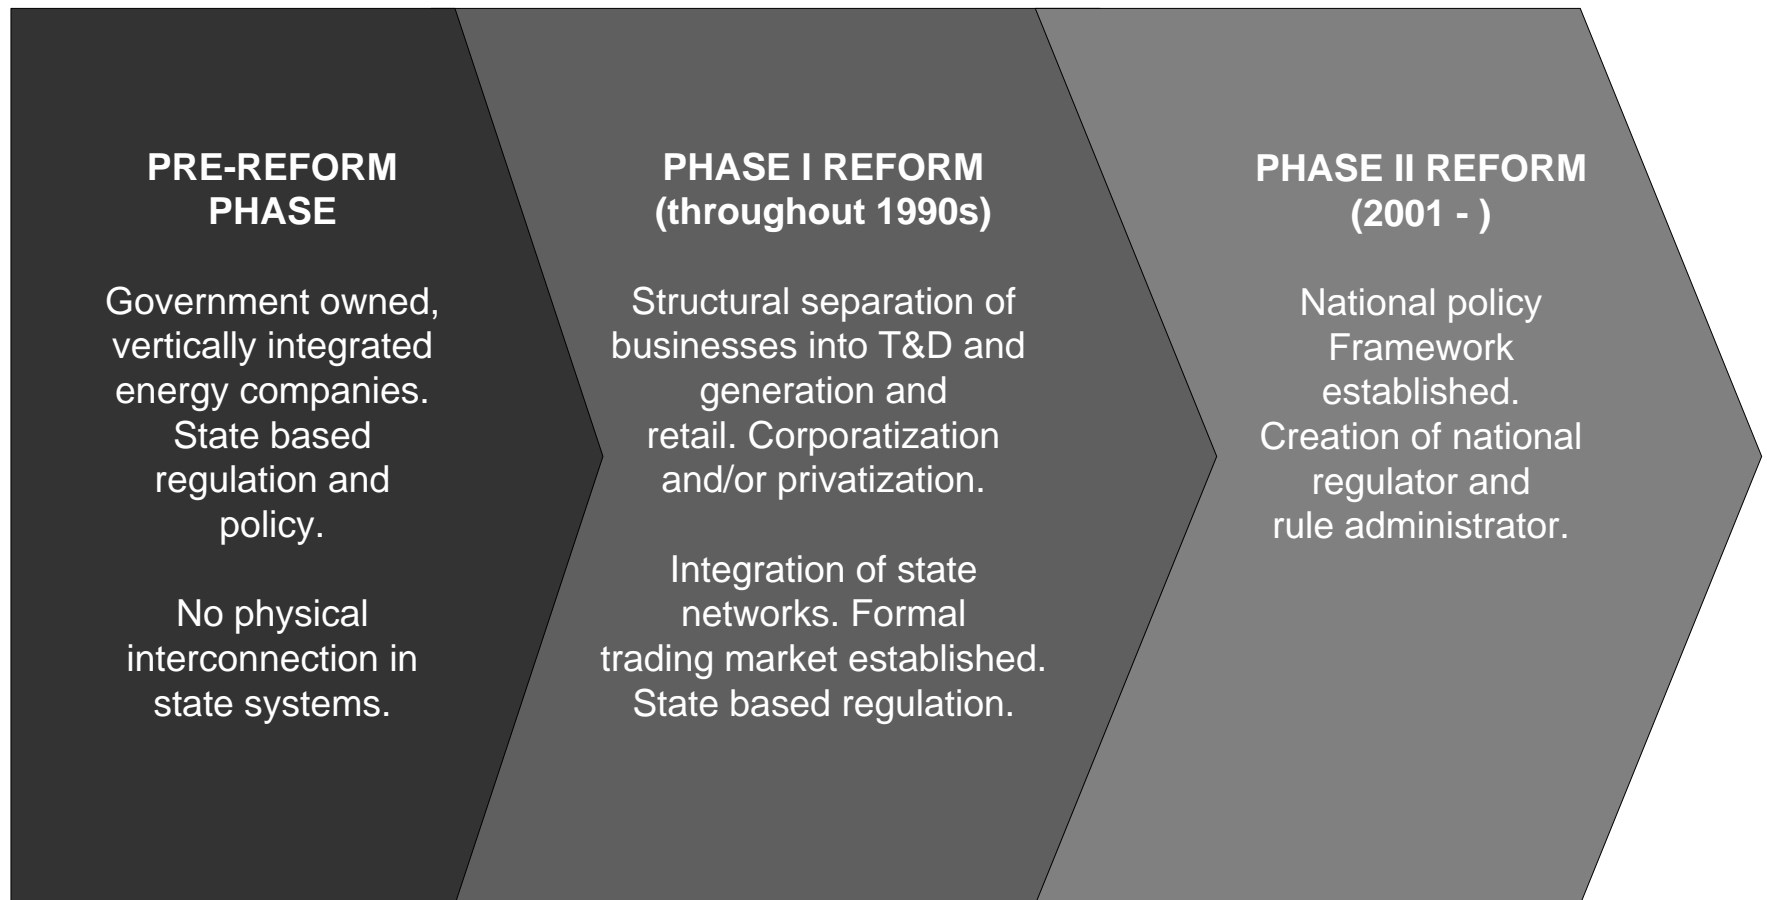 PRE-REFORM
PHASE
Government owned,
vertically integrated
energy companies.
State based
regulation and
policy.
No physical
interconnection in
state systems.
PHASE I REFORM
(throughout 1990s)
Structural separation of
businesses into T&D and
generation and
retail. Corporatization
and/or privatization.
Integration of state
networks. Formal
trading market established.
State based regulation.
PHASE II REFORM
(2001 - )
National policy
Framework
established.
Creation of national
regulator and
rule administrator.